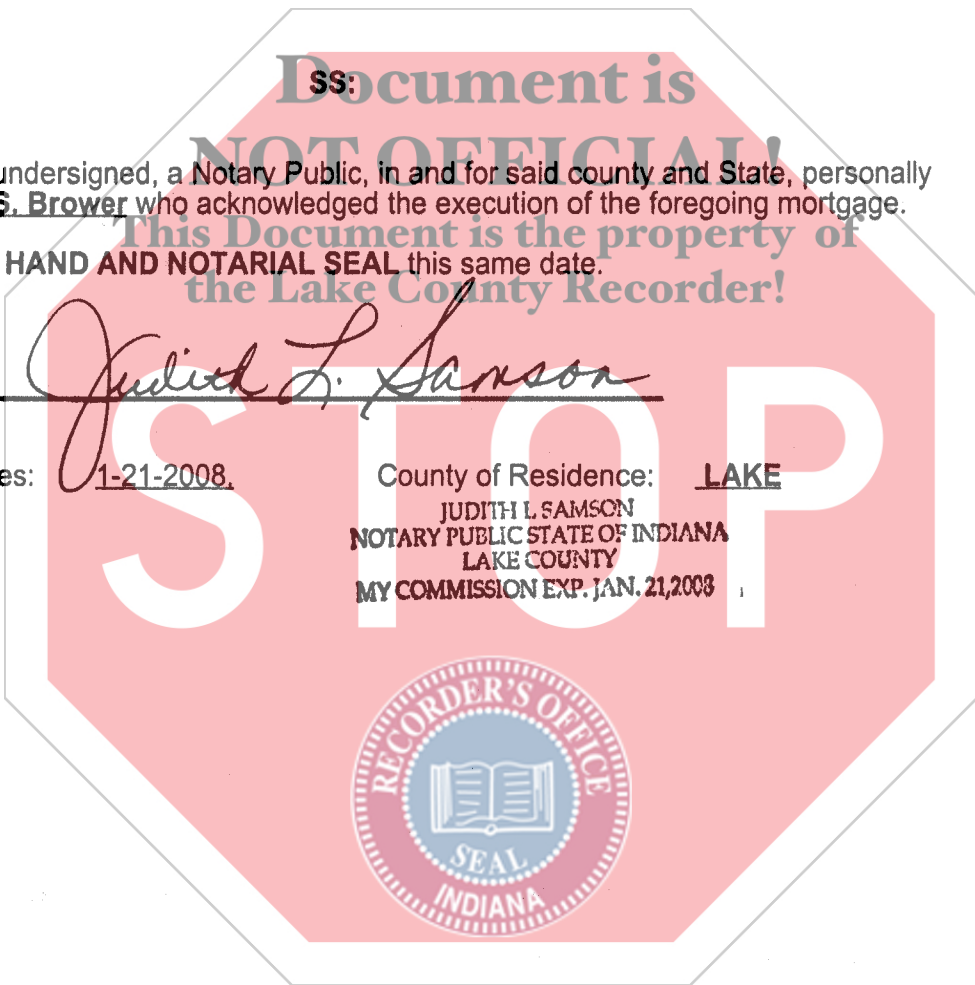 SS:
Document is
NOT OFFICIAL!
undersigned, a Notary Public, in and for said county and State, personally
S. Brower who acknowledged the execution of the foregoing mortgage.
This Document is the property of
HAND AND NOTARIAL SEAL this same date.
the Lake County Recorder!
Judith L. Samson
es: 1-21-2008, County of Residence: LAKE
JUDITH L SAMSON
NOTARY PUBLIC STATE OF INDIANA
LAKE COUNTY
MY COMMISSION EXP. JAN. 21,2008
STOP
RECORDER'S OFFICE
SEAL
INDIANA